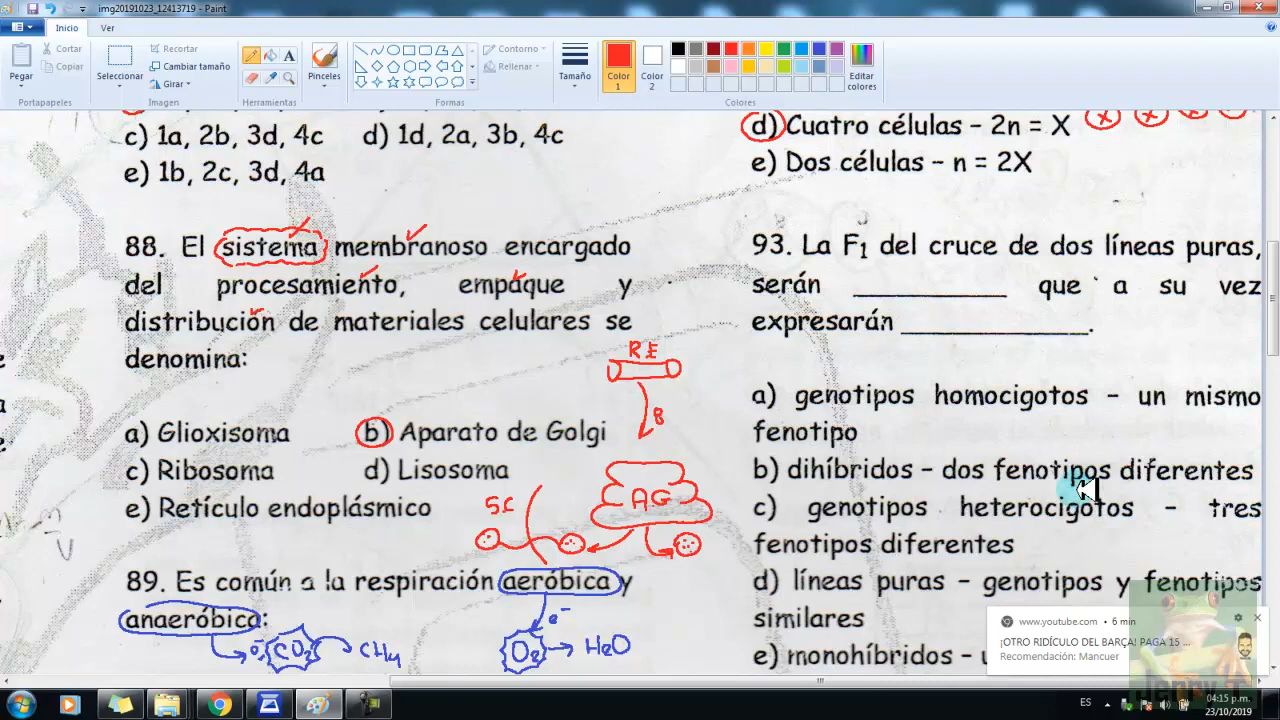 img20191023_12413719 - Paint
Inicio
Ver
Pegar
Cortar
Copiar
Portapapeles
Seleccionar
Recortar
Cambiar tamaño
Girar
Imagen
Herramientas
Pinceles
Contorno
Rellenar
Formas
Tamaño
Color 1
Color 2
Editar colores
Colores
c) 1a, 2b, 3d, 4c
d) 1d, 2a, 3b, 4c
e) 1b, 2c, 3d, 4a
88. El sistema membranoso encargado
del procesamiento, empaque y
distribución de materiales celulares se
denomina:
RE
a) Glioxisoma
b) Aparato de Golgi
c) Ribosoma
d) Lisosoma
e) Retículo endoplásmico
AG
89. Es común a la respiración aeróbica y
anaeróbica:
e-
CO2
CH4
e-
O2
H2O
d) Cuatro células – 2n = X
x x
e) Dos células – n = 2X
93. La F1 del cruce de dos líneas puras,
serán ____________ que a su vez
expresarán ______________.
a) genotipos homocigotos - un mismo
fenotipo
b) dihíbridos – dos fenotipos diferentes
c) genotipos heterocigotos - tres
fenotipos diferentes
d) líneas puras – genotipos y fenotipos
similares
e) monohíbridos –
www.youtube.com • 6 min
¡OTRO RIDÍCULO DEL BARÇA! PAGA 15 ...
Recomendación: Mancuer
ES
04:15 p.m.
23/10/2019